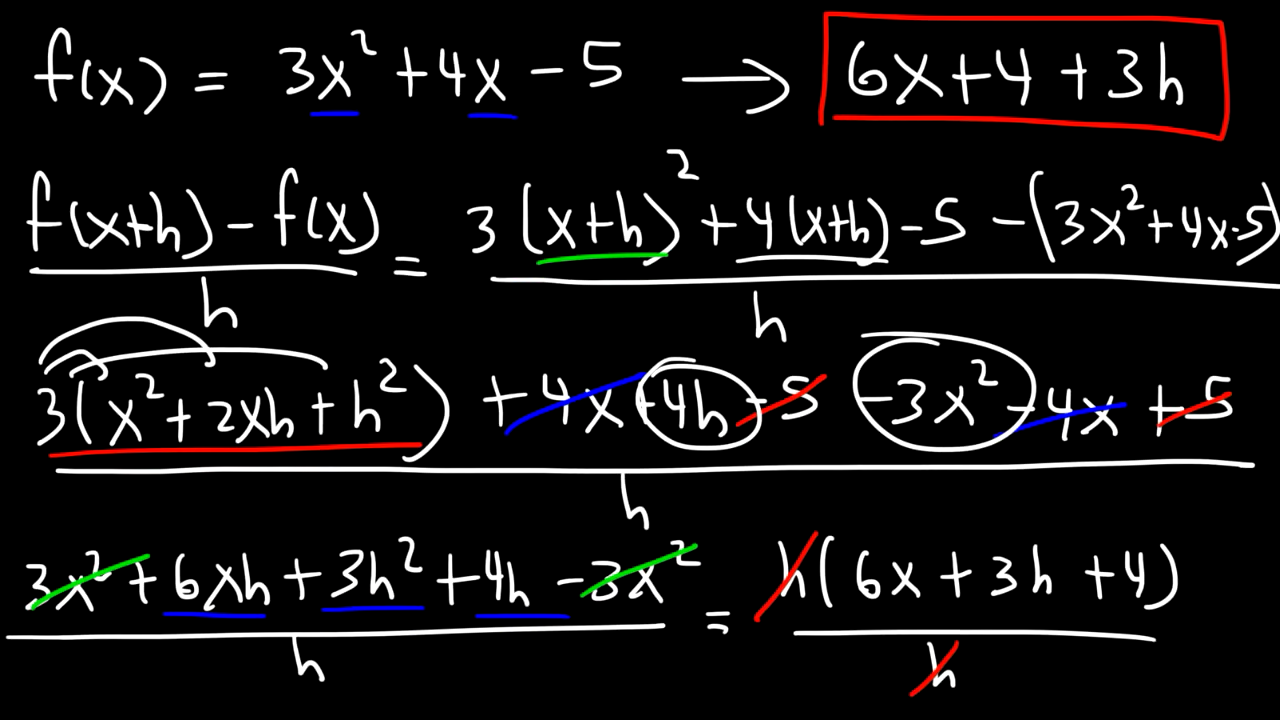 f(x) = 3x² + 4x - 5 → 6x + 4 + 3h
f(x+h) - f(x) = 3(x+h)² + 4(x+h) - 5 - (3x² + 4x - 5)
h h
3(x² + 2xh + h²) + 4x + 4h - 5 - 3x² - 4x + 5
h
3x² + 6xh + 3h² + 4h - 3x² = h(6x + 3h + 4)
h h